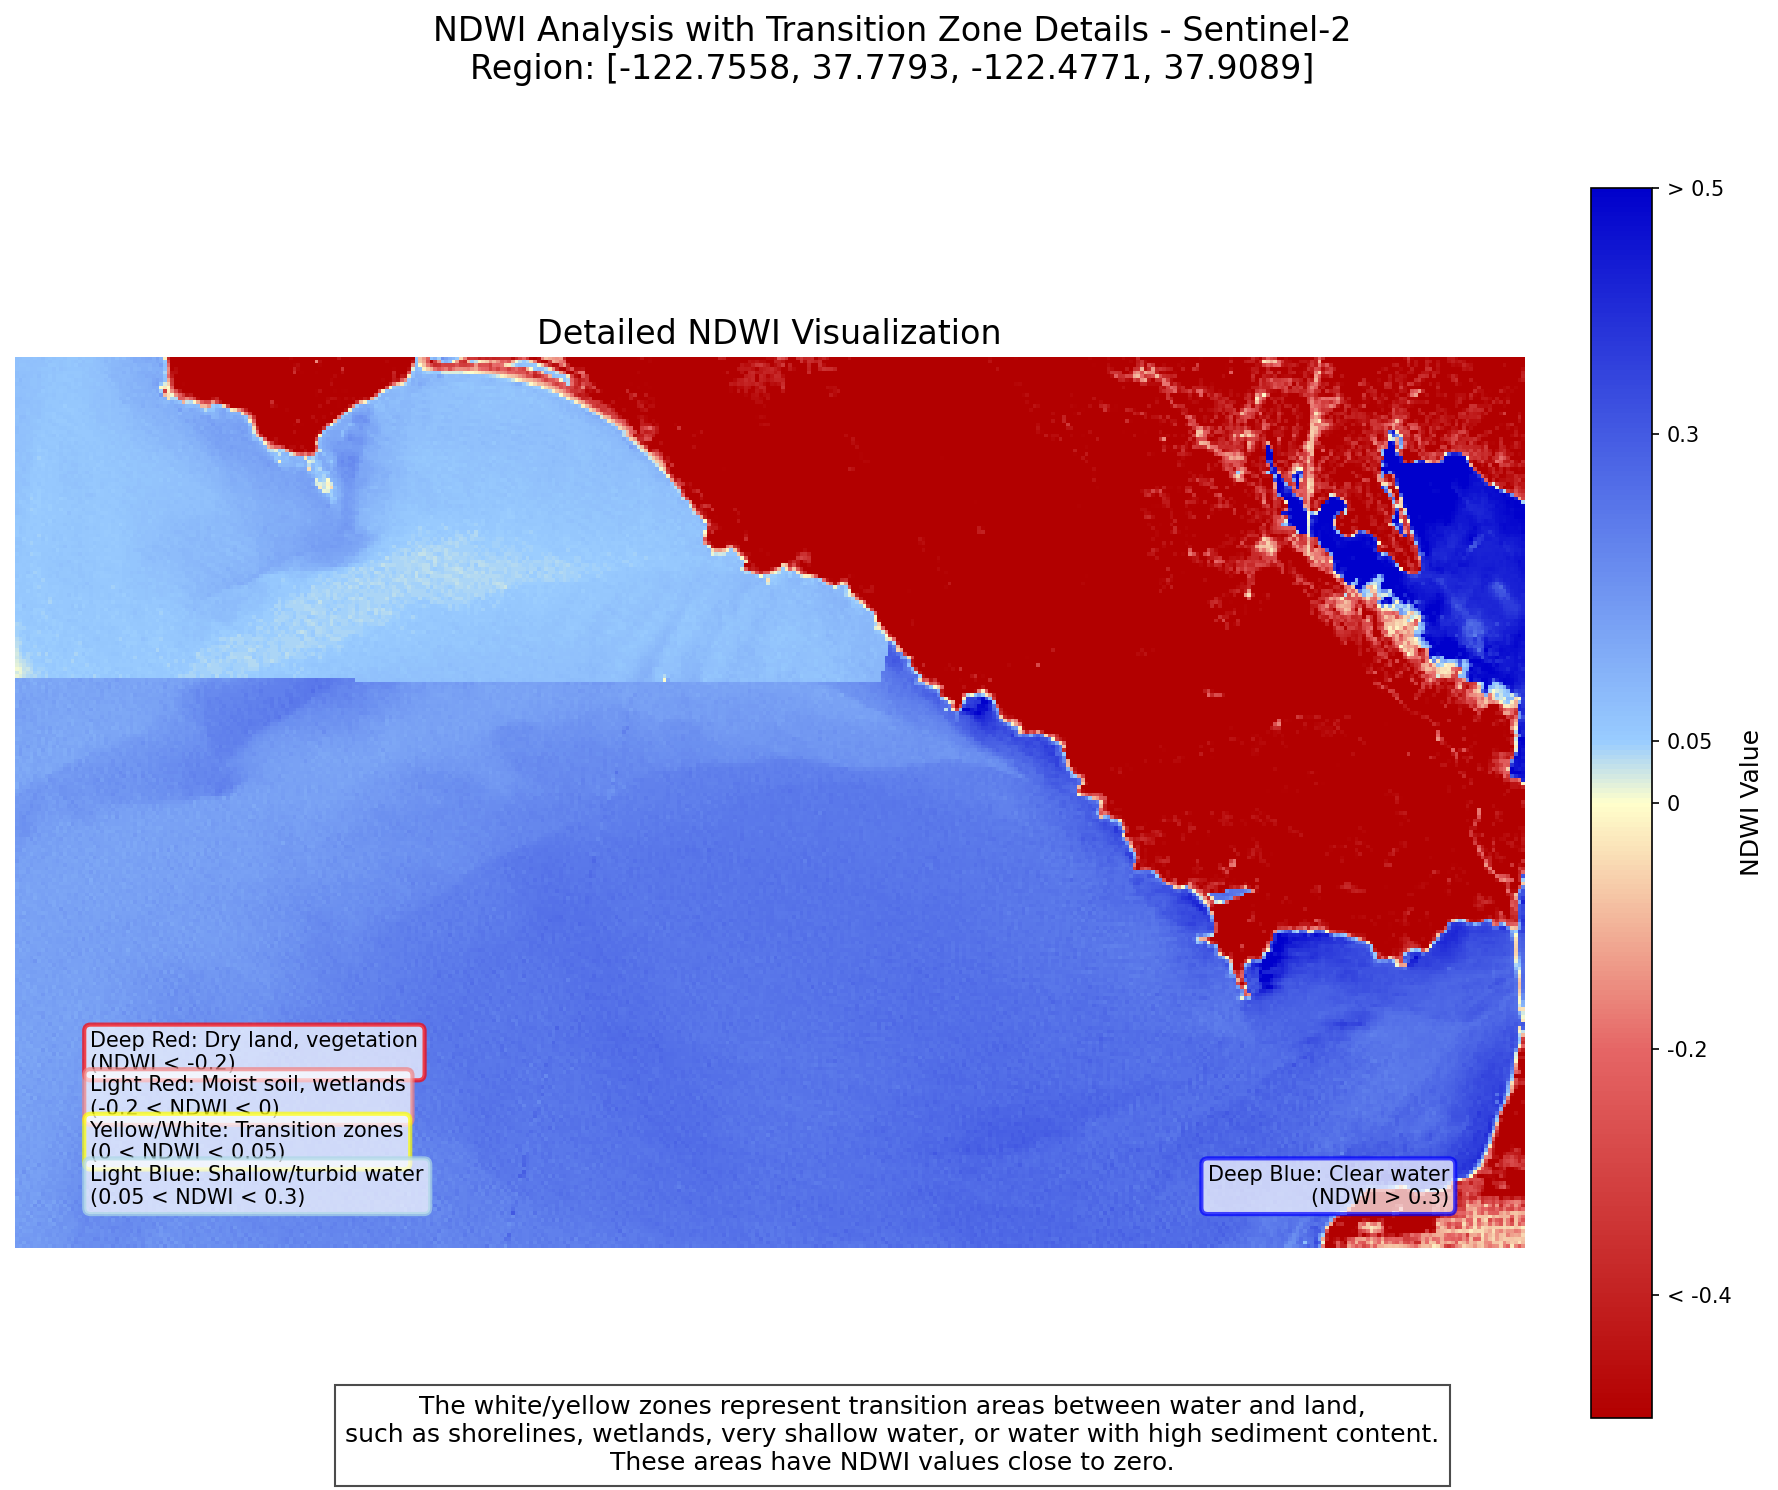 NDWI Analysis with Transition Zone Details - Sentinel-2
Region: [-122.7558, 37.7793, -122.4771, 37.9089]
Detailed NDWI Visualization
> 0.5
0.3
0.05
0
-0.2
< -0.4
NDWI Value
Deep Red: Dry land, vegetation
(NDWI < -0.2)
Light Red: Moist soil, wetlands
(-0.2 < NDWI < 0)
Yellow/White: Transition zones
(0 < NDWI < 0.05)
Light Blue: Shallow/turbid water
(0.05 < NDWI < 0.3)
Deep Blue: Clear water
(NDWI > 0.3)
The white/yellow zones represent transition areas between water and land,
such as shorelines, wetlands, very shallow water, or water with high sediment content.
These areas have NDWI values close to zero.